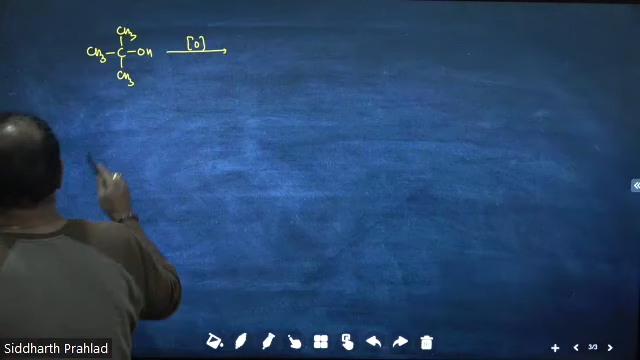 CH3
CH3-C-OH [O]
CH3
Siddharth Prahlad
3/3